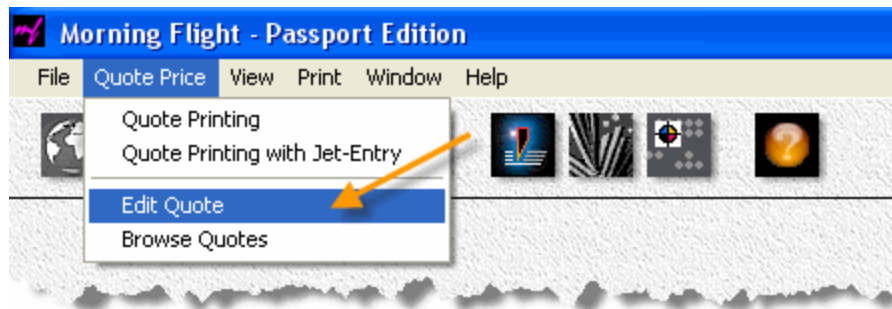 mf Morning Flight - Passport Edition
File Quote Price View Print Window Help
Quote Printing
Quote Printing with Jet-Entry
Edit Quote
Browse Quotes
?